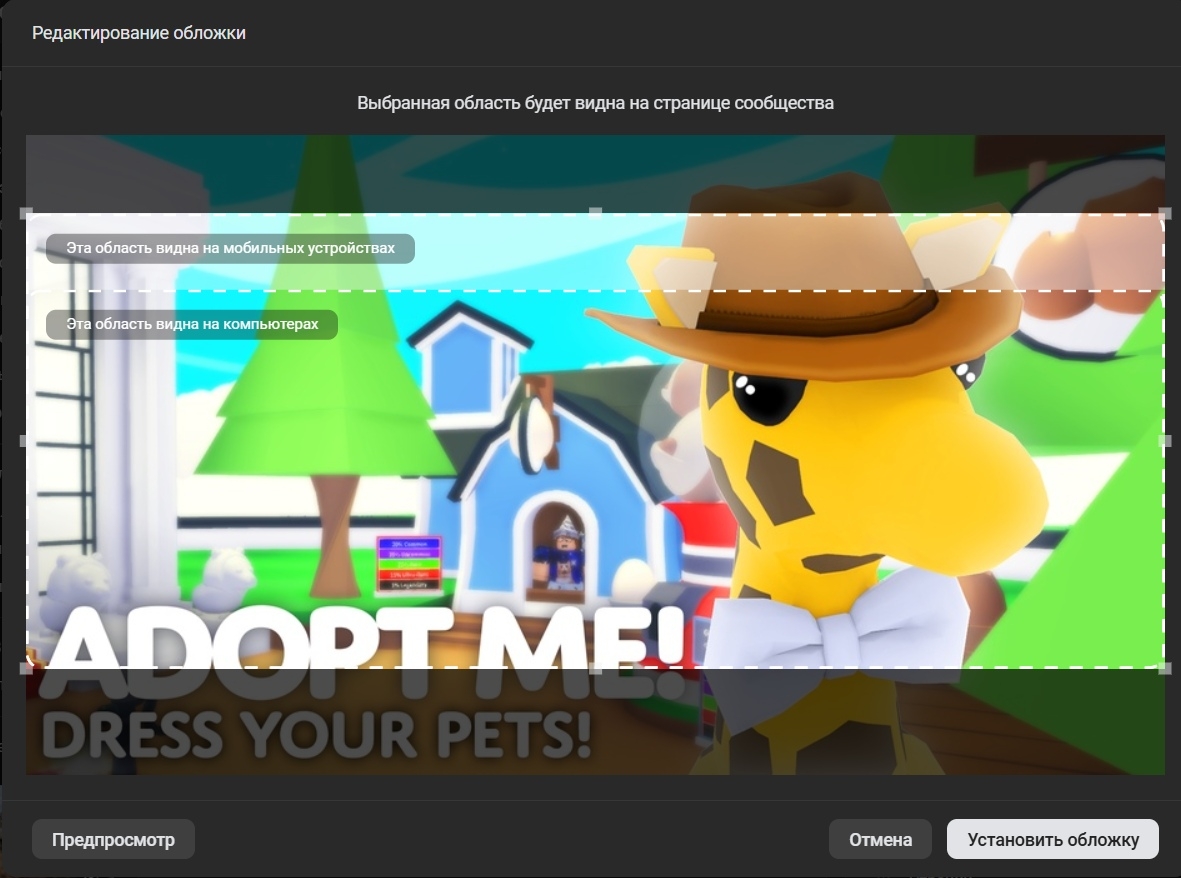 Редактирование обложки
Выбранная область будет видна на странице сообщества
Эта область видна на мобильных устройствах
Эта область видна на компьютерах
ADOPT ME!
DRESS YOUR PETS!
Предпросмотр
Отмена
Установить обложку